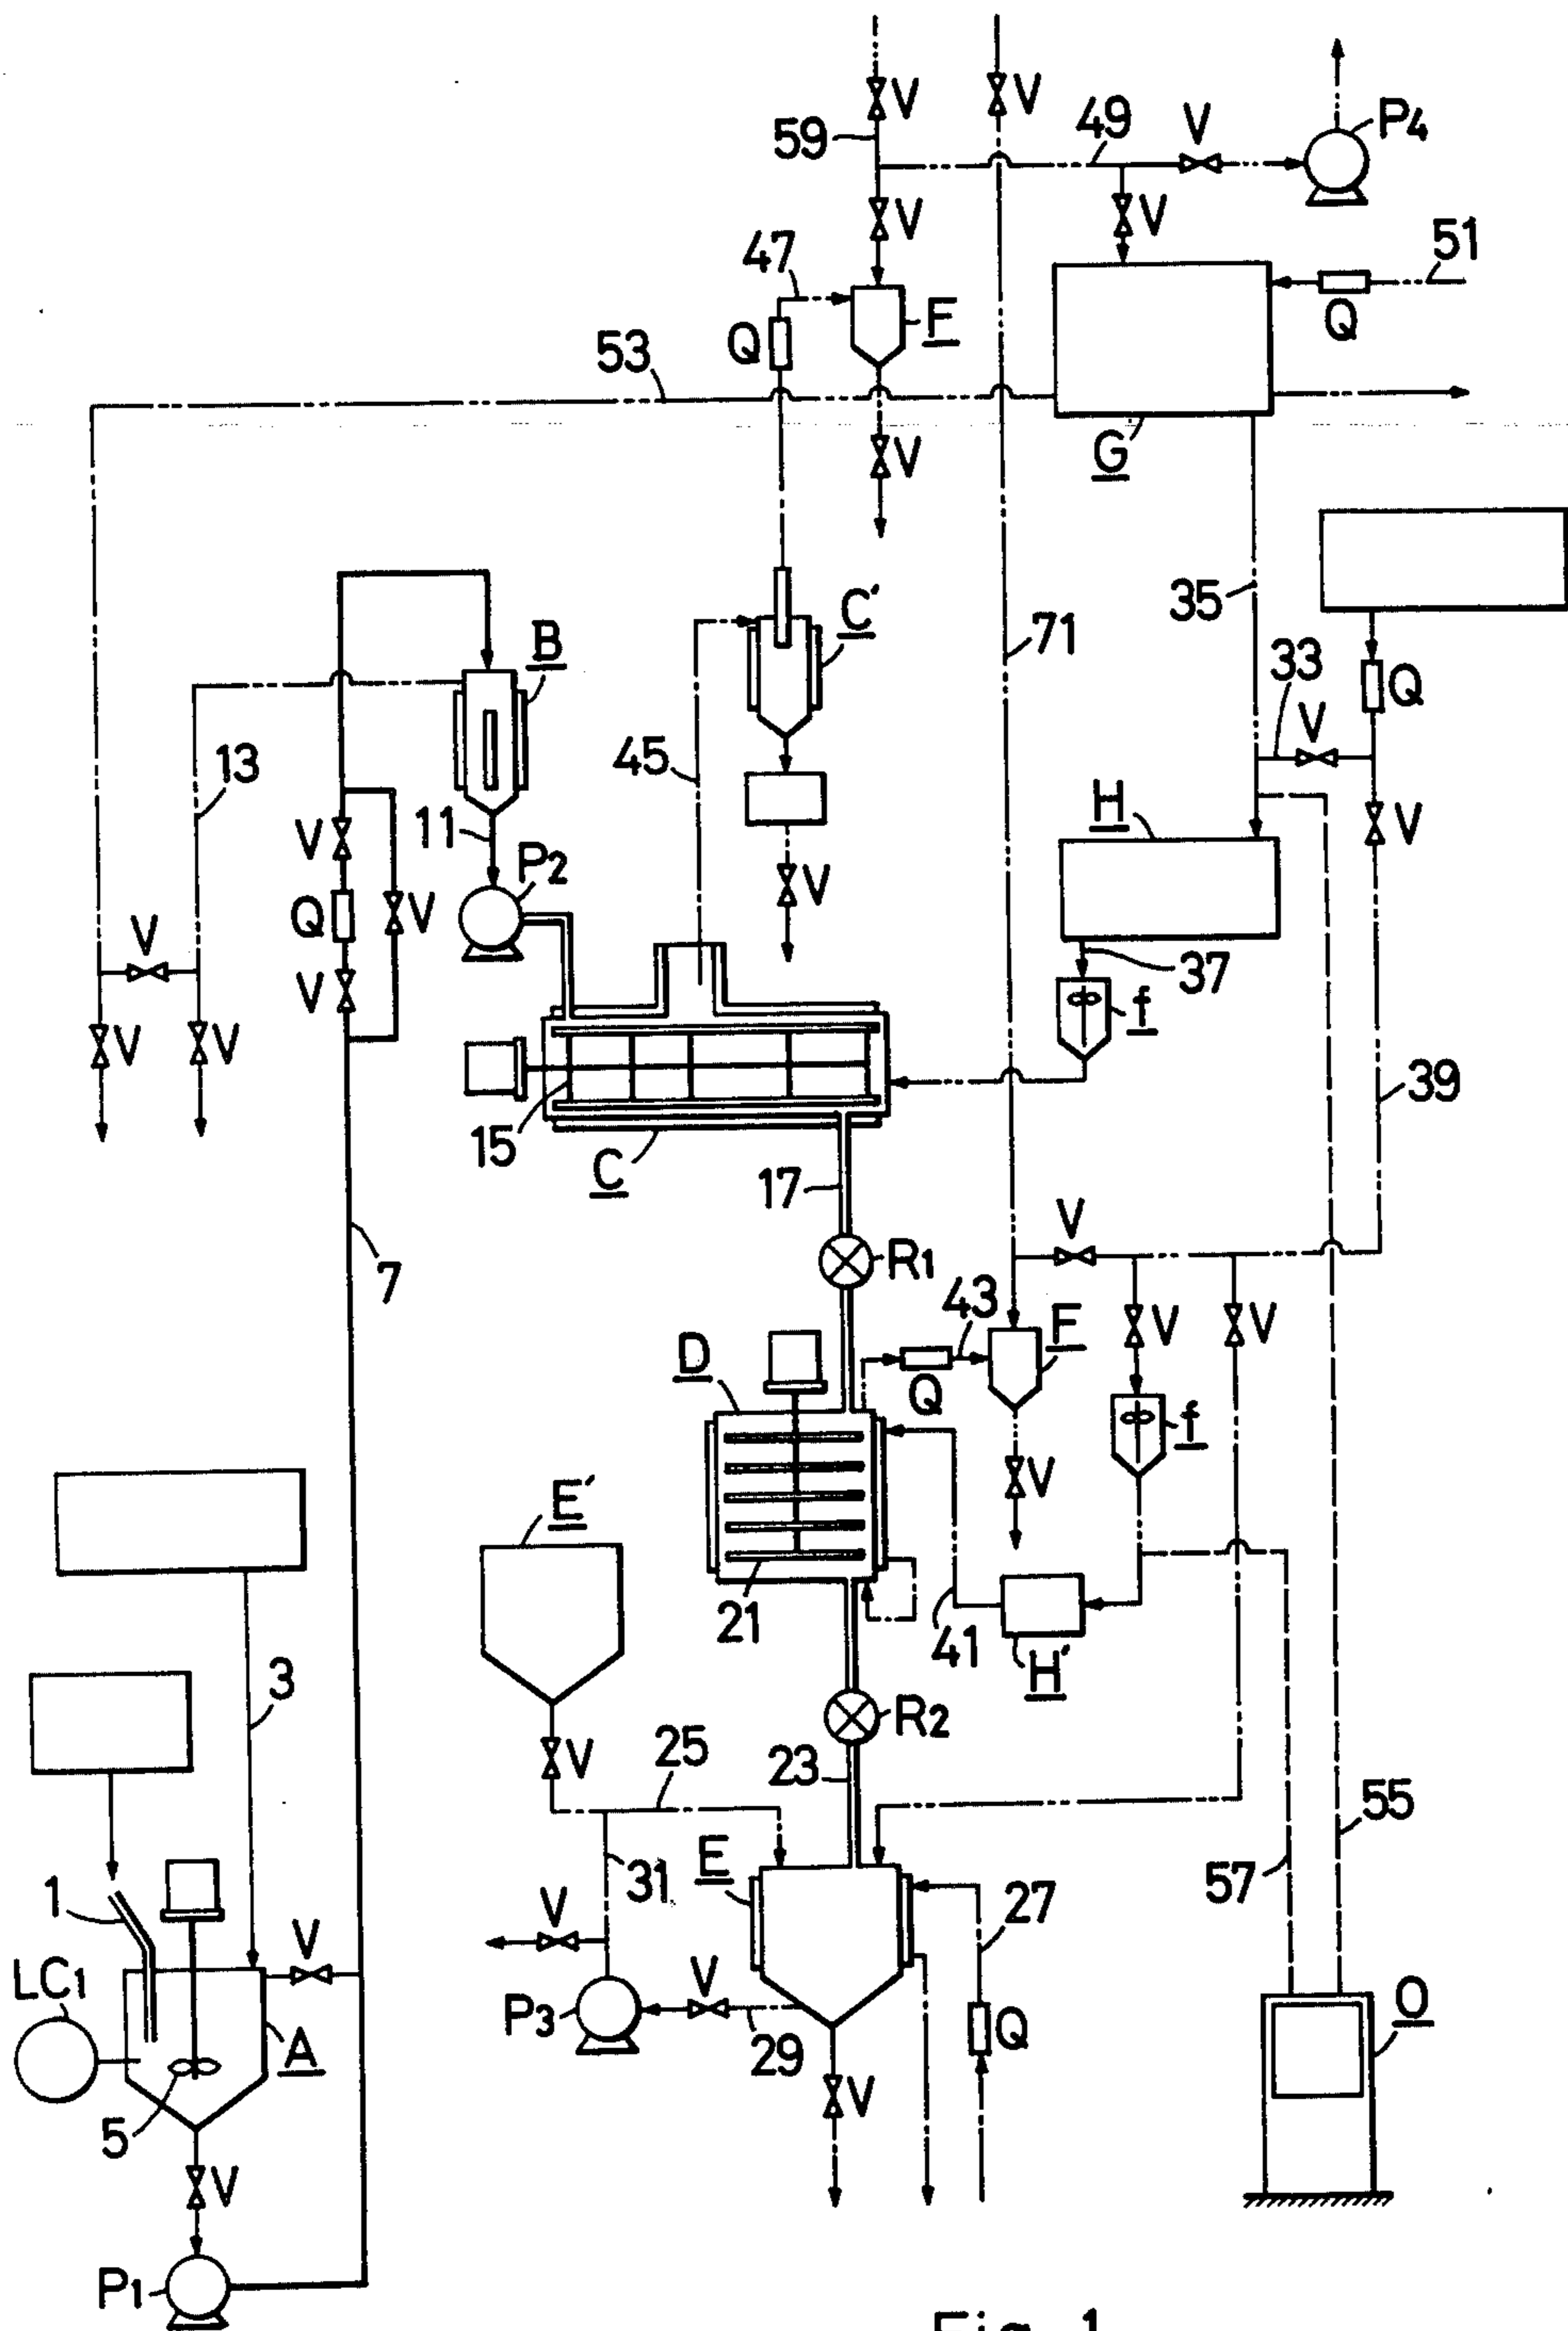 V
V
59
49
V
P4
V
V
47
51
Q
F
Q
53
V
G
35
C'
B
71
33
Q
V
13
45
H
V
11
V
P2
Q
V
V
V
V
37
f
V
V
V
39
15
C
17
V
7
R1
43
F
V
V
D
Q
f
V
E'
21
41
H'
3
R2
V
25
23
55
1
E
57
V
31
27
V
V
LC1
P3
A
29
Q
O
5
V
V
P1
Fig. 1